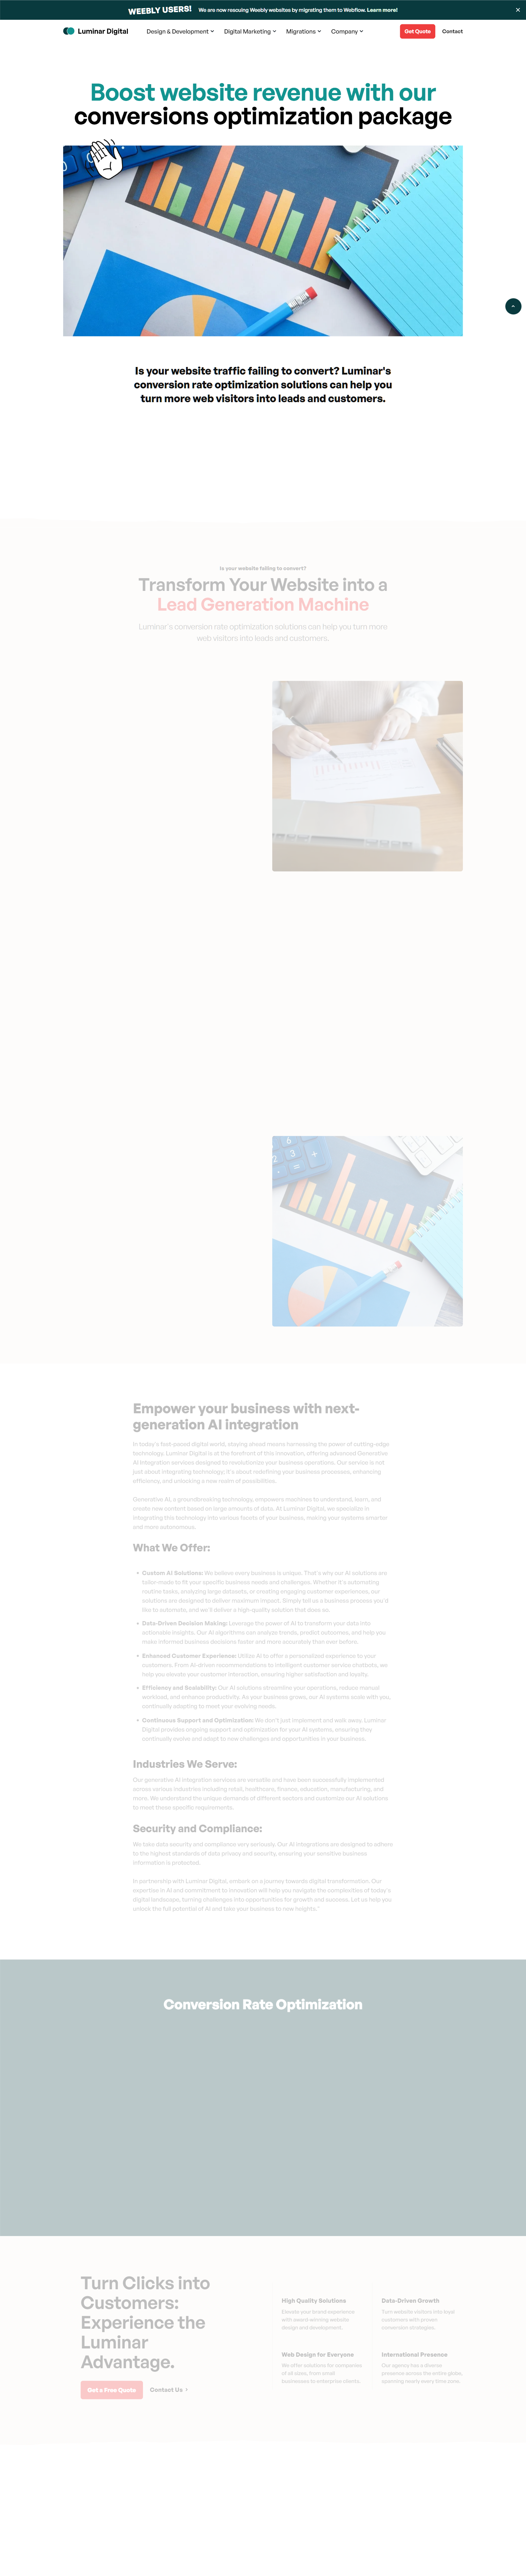 WEEBLY USERS! We are now rescuing Weebly websites by migrating them to Webflow. Learn more!
Luminar Digital Design & Development Digital Marketing Migrations Company Get Quote Contact
Boost website revenue with our
conversions optimization package
Is your website traffic failing to convert? Luminar's
conversion rate optimization solutions can help you
turn more web visitors into leads and customers.
Is your website failing to convert?
Transform Your Website into a
Lead Generation Machine
Luminar's conversion rate optimization solutions can help you turn more
web visitors into leads and customers.
Empower your business with next-
generation AI integration
In today's fast-paced digital world, staying ahead means harnessing the power of cutting-edge
technology. Luminar Digital is at the forefront of this innovation, offering advanced Generative
AI integration services designed to revolutionize your business operations. Our service is not
just about integrating technology; it's about redefining your business processes, enhancing
efficiency, and unlocking a new realm of possibilities.
Generative AI, a groundbreaking technology, empowers machines to understand, learn, and
create new content based on large amounts of data. At Luminar Digital, we specialize in
integrating this technology into various facets of your business, making your systems smarter
and more autonomous.
What We Offer:
Custom AI Solutions: We believe every business is unique. That's why our AI solutions are
tailor-made to fit your specific business needs and challenges. Whether it's automating
routine tasks, analyzing large datasets, or creating engaging customer experiences, our
solutions are designed to deliver maximum impact. Simply tell us a business process you'd
like to automate, and we'll deliver a high-quality solution that does so.
Data-Driven Decision Making: Leverage the power of AI to transform your data into
actionable insights. Our AI algorithms can analyze trends, predict outcomes, and help you
make informed business decisions faster and more accurately than ever before.
Enhanced Customer Experience: Utilize AI to offer a personalized experience to your
customers. From AI-driven recommendations to intelligent customer service chatbots, we
help you elevate your customer interaction, ensuring higher satisfaction and loyalty.
Efficiency and Scalability: Our AI solutions streamline your operations, reduce manual
workload, and enhance productivity. As your business grows, our AI systems scale with you,
continually adapting to meet your evolving needs.
Continuous Support and Optimization: We don't just implement and walk away. Luminar
Digital provides ongoing support and optimization for your AI systems, ensuring they
continually evolve and adapt to new challenges and opportunities in your business.
Industries We Serve:
Our generative AI integration services are versatile and have been successfully implemented
across various industries including retail, healthcare, finance, education, manufacturing, and
more. We understand the unique demands of different sectors and customize our AI solutions
to meet these specific requirements.
Security and Compliance:
We take data security and compliance very seriously. Our AI integrations are designed to adhere
to the highest standards of data privacy and security, ensuring your sensitive business
information is protected.
In partnership with Luminar Digital, embark on a journey towards digital transformation. Our
expertise in AI and commitment to innovation will help you navigate the complexities of today's
digital landscape, turning challenges into opportunities for growth and success. Let us help you
unlock the full potential of AI and take your business to new heights."
Conversion Rate Optimization
Turn Clicks into
Customers:
Experience the
Luminar
Advantage.
Get a Free Quote Contact Us
High Quality Solutions
Elevate your brand experience
with award-winning website
design and development.
Data-Driven Growth
Turn website visitors into loyal
customers with proven
conversion strategies.
Web Design for Everyone
We offer solutions for companies
of all sizes, from small
businesses to enterprise clients.
International Presence
Our agency has a diverse
presence across the entire globe,
spanning nearly every time zone.